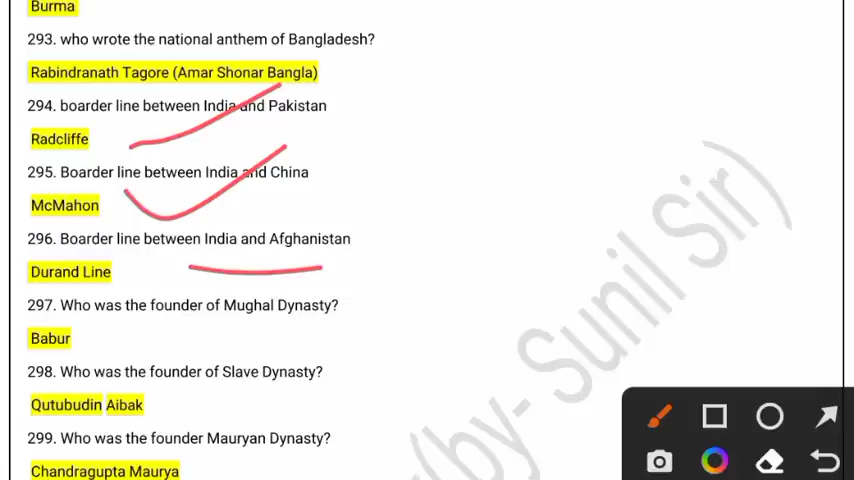 Burma
293. who wrote the national anthem of Bangladesh?
Rabindranath Tagore (Amar Shonar Bangla)
294. boarder line between India and Pakistan
Radcliffe
295. Boarder line between India and China
McMahon
296. Boarder line between India and Afghanistan
Durand Line
297. Who was the founder of Mughal Dynasty?
Babur
298. Who was the founder of Slave Dynasty?
Qutubudin Aibak
299. Who was the founder Mauryan Dynasty?
Chandragupta Maurya
(by- Sunil Sir)